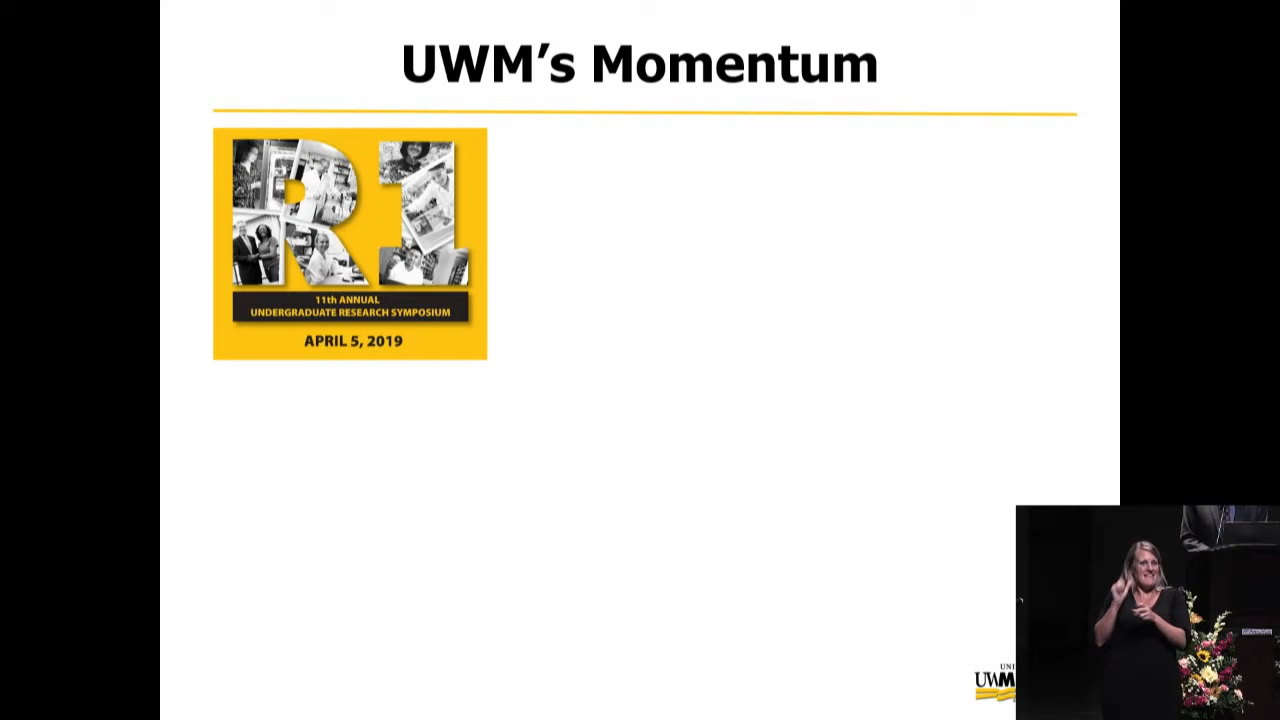 UWM’s Momentum
R1
11th ANNUAL
UNDERGRADUATE RESEARCH SYMPOSIUM
APRIL 5, 2019
UWM